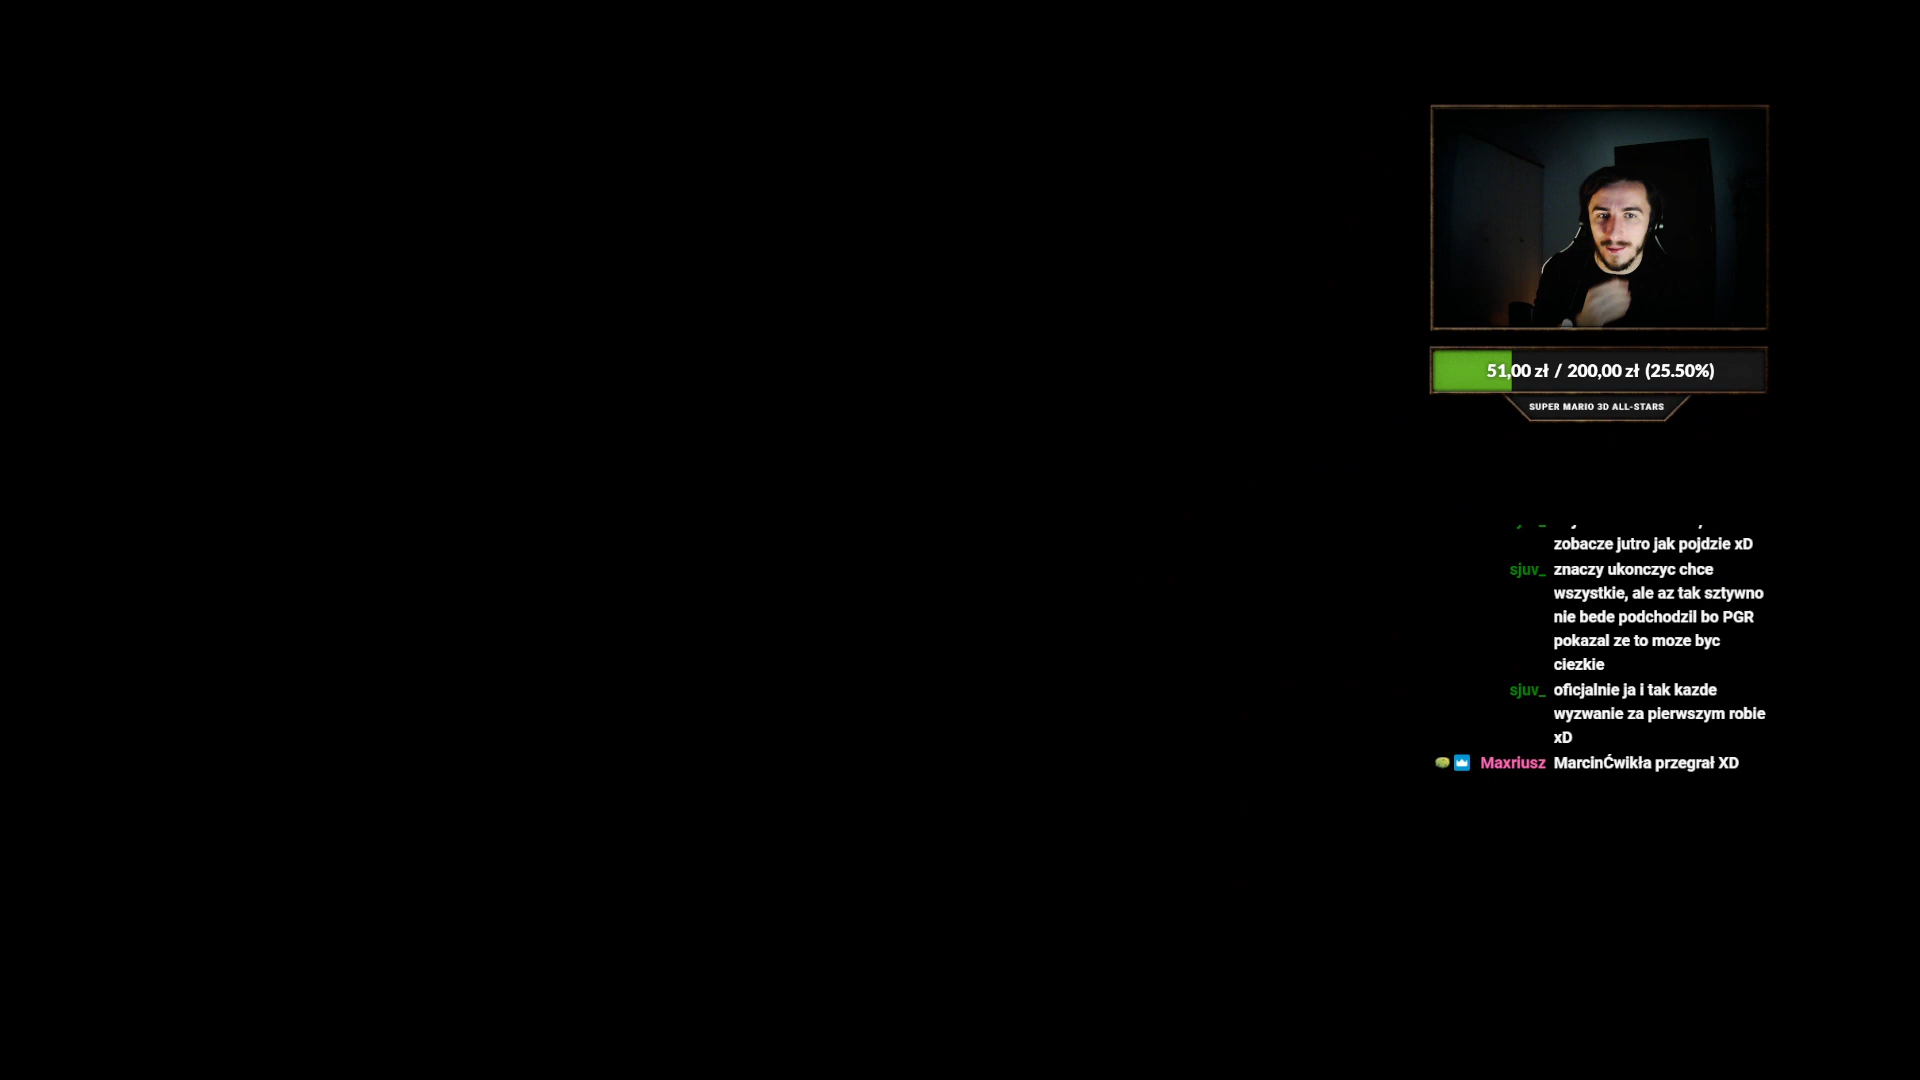 51,00 zł / 200,00 zł (25.50%)
SUPER MARIO 3D ALL-STARS
zobacze jutro jak pojdzie xD
sjuv_ znaczy ukonczyc chce
wszystkie, ale az tak sztywno
nie bede podchodzil bo PGR
pokazal ze to moze byc
ciezkie
sjuv_ oficjalnie ja i tak kazde
wyzwanie za pierwszym robie
xD
Maxriusz MarcinĆwikła przegrał XD